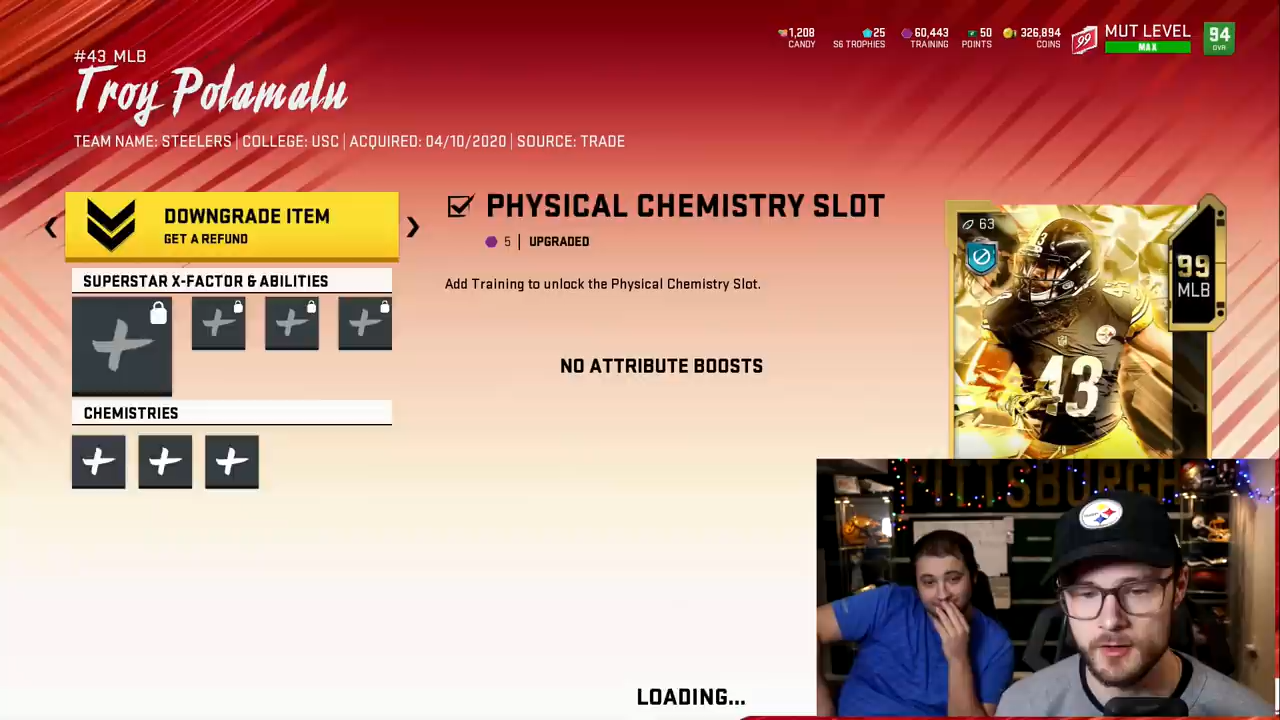 1,208
CANDY
25
S6 TROPHIES
60,443
TRAINING
50
POINTS
326,894
COINS
99
MUT LEVEL
MAX
94
OVR
#43 MLB
Troy Polamalu
TEAM NAME: STEELERS | COLLEGE: USC | ACQUIRED: 04/10/2020 | SOURCE: TRADE
DOWNGRADE ITEM
GET A REFUND
PHYSICAL CHEMISTRY SLOT
5 | UPGRADED
Add Training to unlock the Physical Chemistry Slot.
NO ATTRIBUTE BOOSTS
SUPERSTAR X-FACTOR & ABILITIES
CHEMISTRIES
63
99
MLB
43
PITTSBURGH
LOADING...